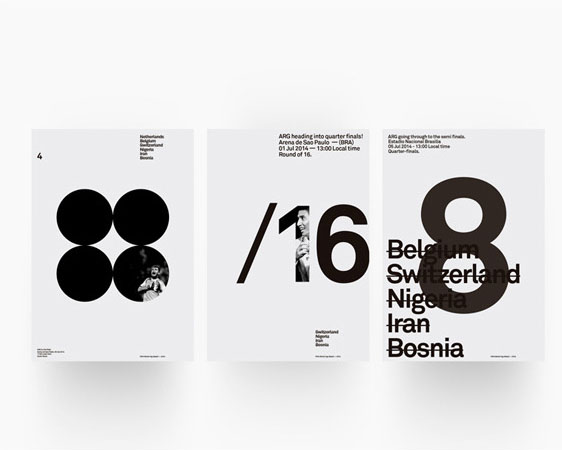 Netherlands
Belgium
Switzerland
Nigeria
Iran
Bosnia
4
ARG heading into quarter finals!
Arena de Sao Paulo — (BRA)
01 Jul 2014 — 13:00 Local time
Round of 16.
/16
Switzerland
Nigeria
Iran
Bosnia
ARG going through to the semi finals.
Estadio Nacional Brasilia
05 Jul 2014 - 13:00 Local time
Quarter-finals.
8
Belgium
Switzerland
Nigeria
Iran
Bosnia